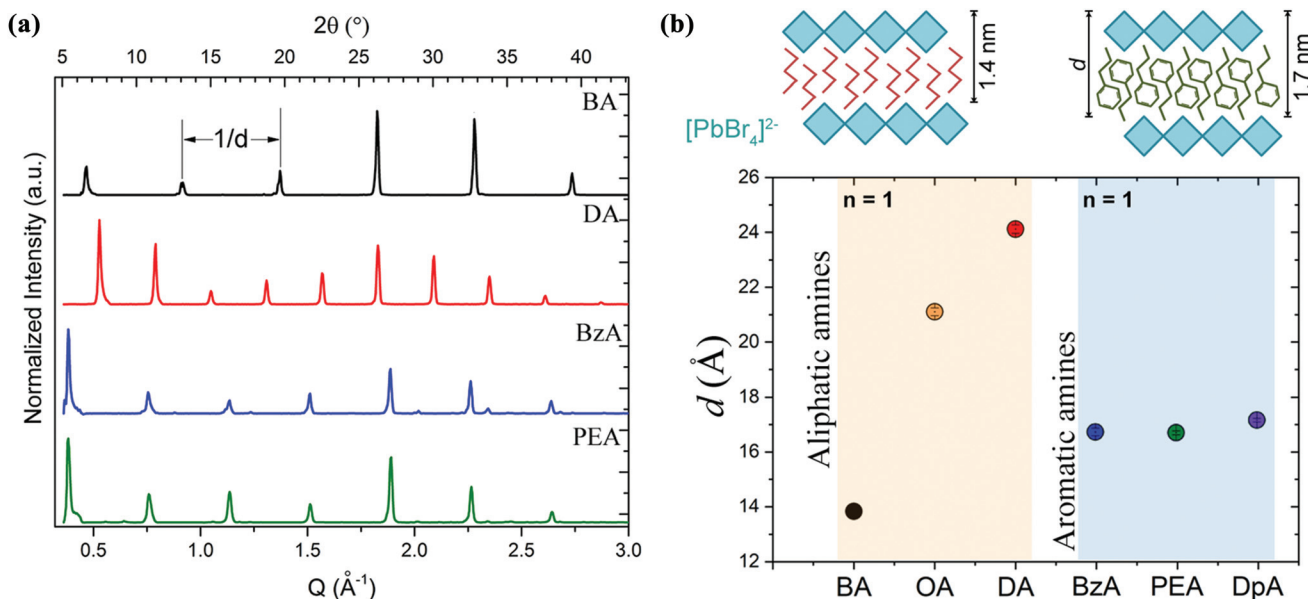 (a)
2θ (°)
5 10 15 20 25 30 35 40
Normalized Intensity (a.u.)
BA
1/d
DA
BzA
PEA
0.5 1.0 1.5 2.0 2.5 3.0
Q (Å⁻¹)
(b)
1.4 nm
d
1.7 nm
[PbBr₄]²⁻
d (Å)
26
24
22
20
18
16
14
12
n = 1
Aliphatic amines
n = 1
Aromatic amines
BA OA DA BzA PEA DpA